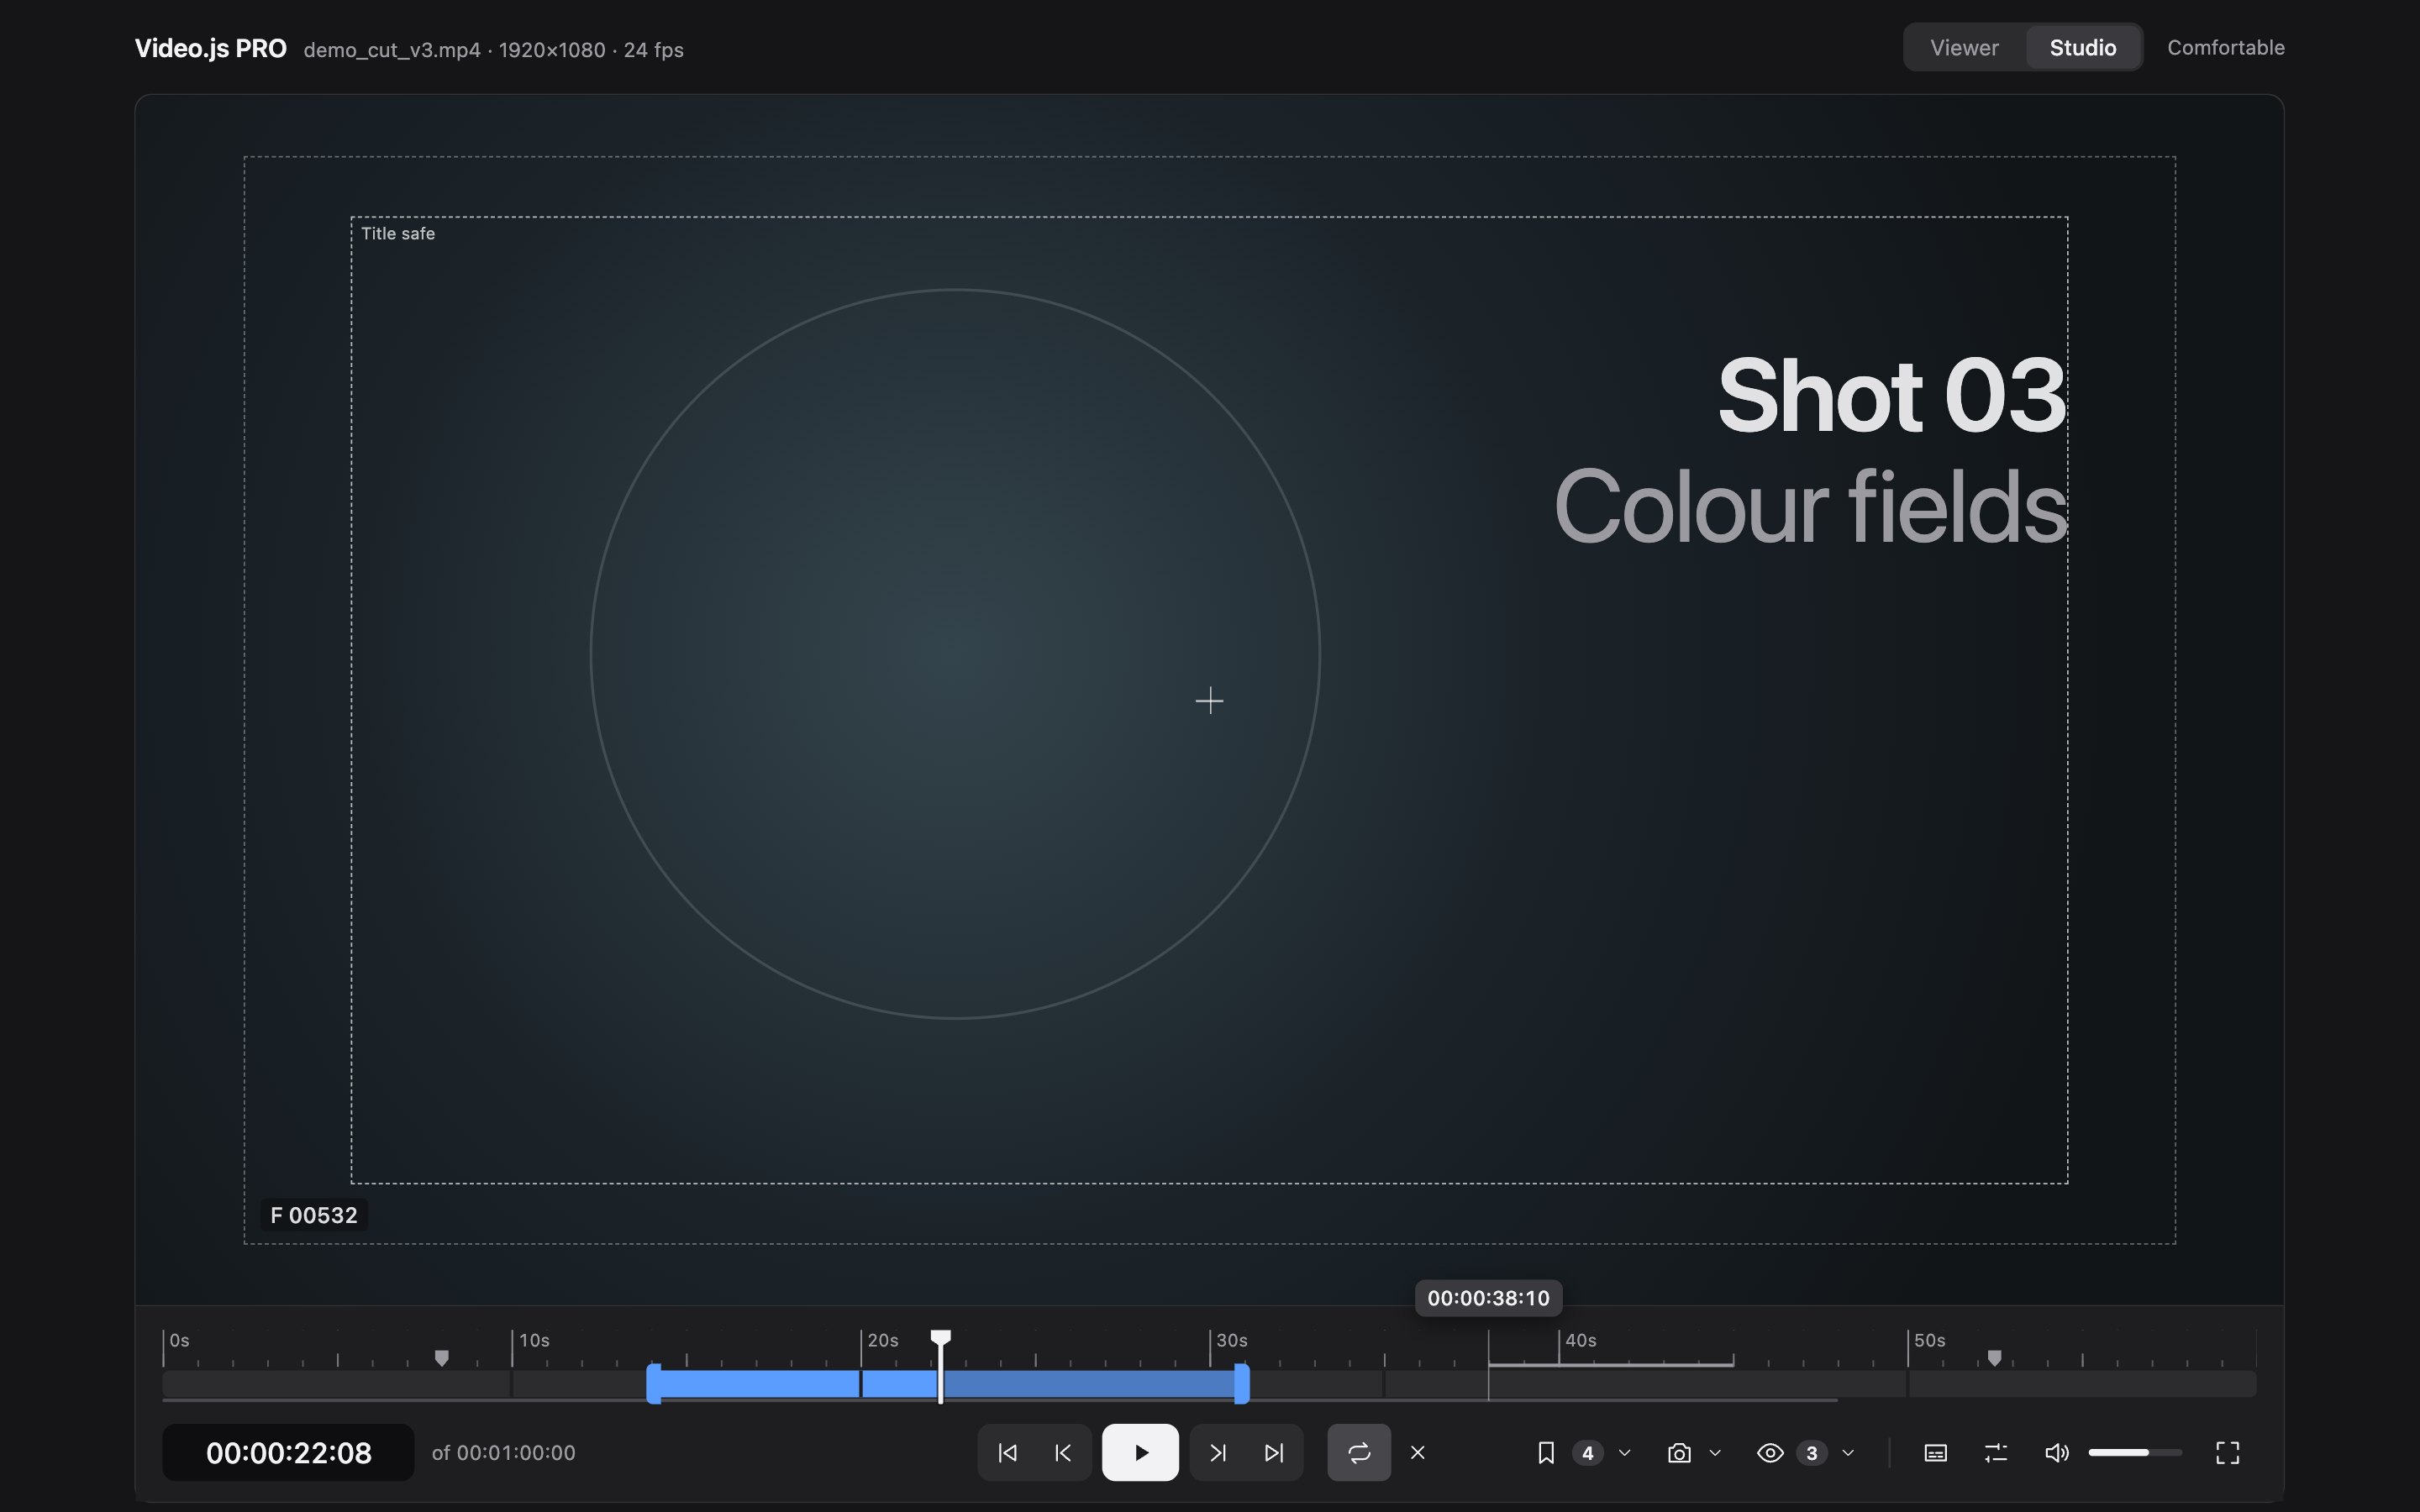 Video.js PRO demo_cut_v3.mp4 · 1920×1080 · 24 fps
Viewer Studio Comfortable
Title safe
Shot 03
Colour fields
F 00532
00:00:38:10
0s 10s 20s 30s 40s 50s
00:00:22:08 of 00:01:00:00
4 3